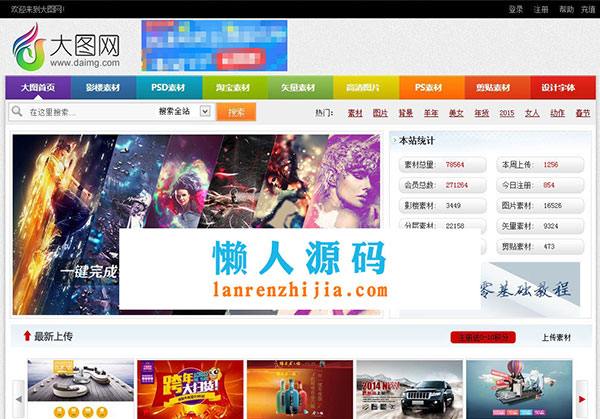 欢迎来到大图网!
登录 注册 帮助 充值
大图网
www.daimg.com
大图首页 影楼素材 PSD素材 淘宝素材 矢量素材 高清图片 PS素材 剪贴素材 设计字体
在这里搜索... 搜索全站 搜索 热门: 素材 图片 背景 羊年 美女 年货 2015 女人 动作 春节
本站统计
素材总量: 78564 本周上传: 1256
会员总数: 271264 今日注册: 854
影楼素材: 3449 图片素材: 16526
分层素材: 22158 矢量素材: 9324
剪贴素材: 473
一键完成
懒人源码
lanrenzhijia.com
零基础教程
最新上传
上传素材
跨年
大扫货!
2014 N